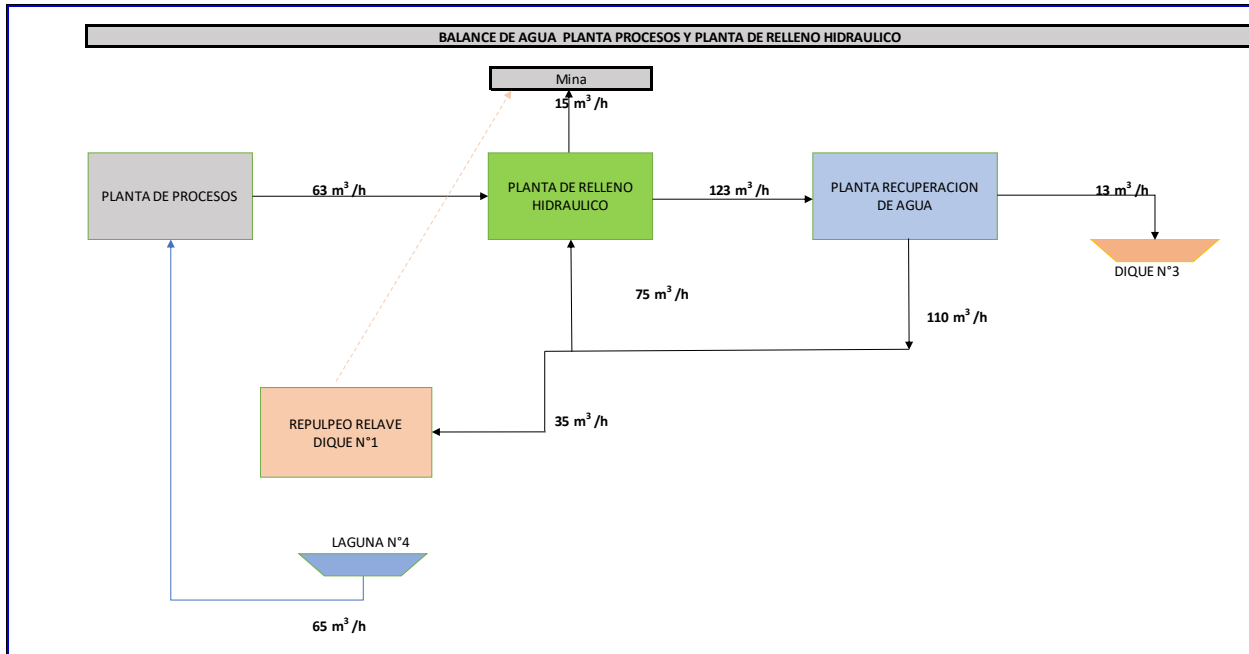 BALANCE DE AGUA PLANTA PROCESOS Y PLANTA DE RELLENO HIDRAULICO
Mina
15 m³/h
PLANTA DE PROCESOS
63 m³/h
PLANTA DE RELLENO
HIDRAULICO
123 m³/h
PLANTA RECUPERACION
DE AGUA
13 m³/h
DIQUE N°3
75 m³/h
110 m³/h
REPULPEO RELAVE
DIQUE N°1
35 m³/h
LAGUNA N°4
65 m³/h